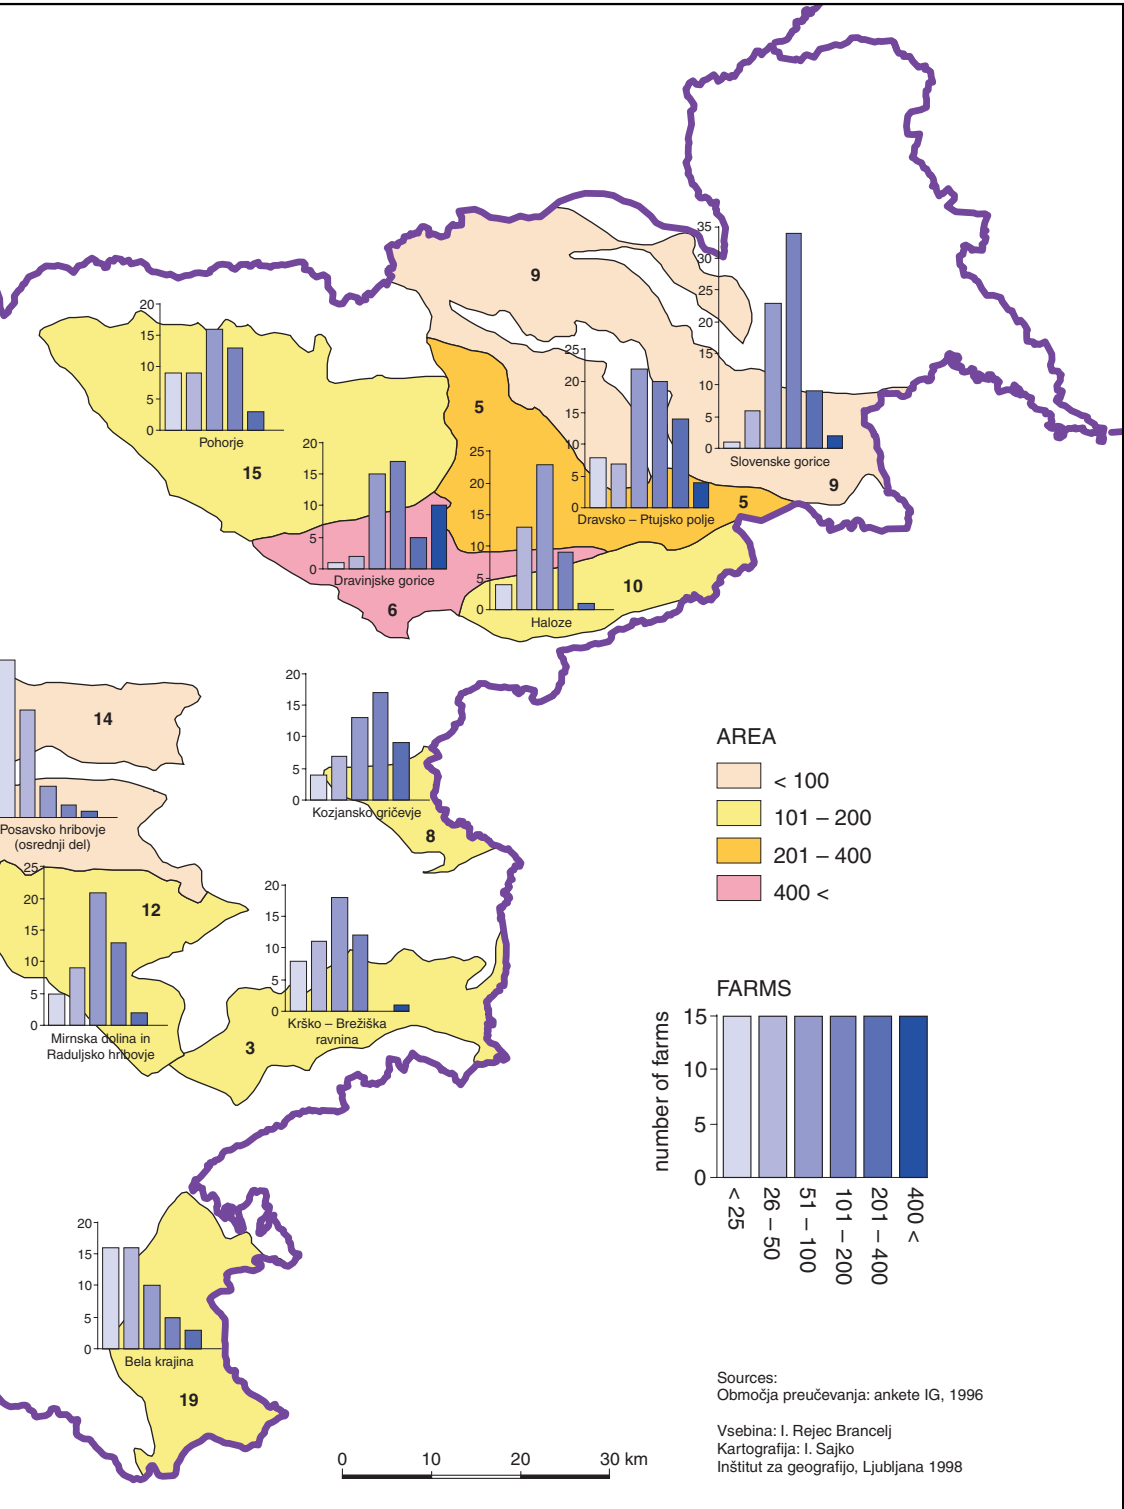 9
35
30
25
20
15
10
5
0
Slovenske gorice
9
20
15
10
5
0
Pohorje
15
5
25
20
15
10
5
0
Dravsko – Ptujsko polje
5
20
15
10
5
0
Dravinjske gorice
6
25
20
15
10
5
0
Haloze
10
14
Posavsko hribovje
(osrednji del)
20
15
10
5
0
Kozjansko gričevje
8
25
20
15
10
5
0
Mirnska dolina in
Raduljsko hribovje
12
20
15
10
5
0
Krško – Brežiška
ravnina
3
20
15
10
5
0
Bela krajina
19
AREA
< 100
101 – 200
201 – 400
400 <
FARMS
number of farms
15
10
5
0
< 25
26 – 50
51 – 100
101 – 200
201 – 400
400 <
0 10 20 30 km
Sources:
Območja preučevanja: ankete IG, 1996
Vsebina: I. Rejec Brancelj
Kartografija: I. Sajko
Inštitut za geografijo, Ljubljana 1998